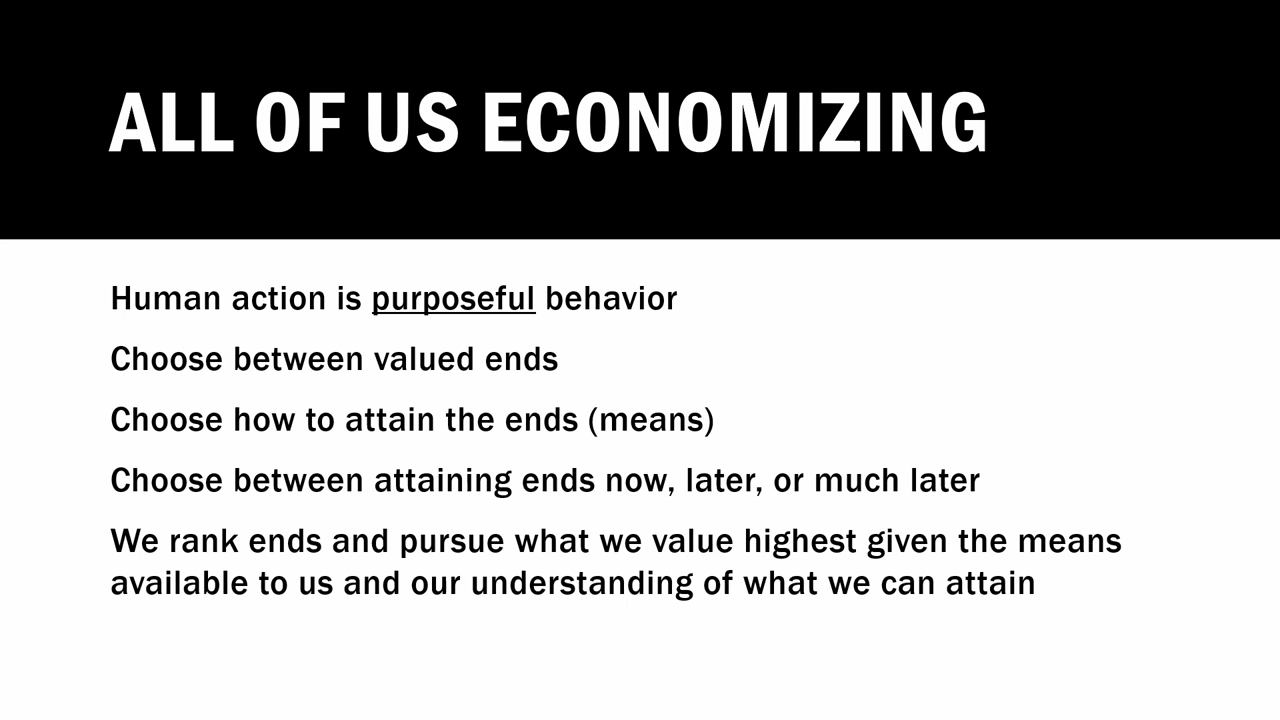 ALL OF US ECONOMIZING
Human action is purposeful behavior
Choose between valued ends
Choose how to attain the ends (means)
Choose between attaining ends now, later, or much later
We rank ends and pursue what we value highest given the means
available to us and our understanding of what we can attain